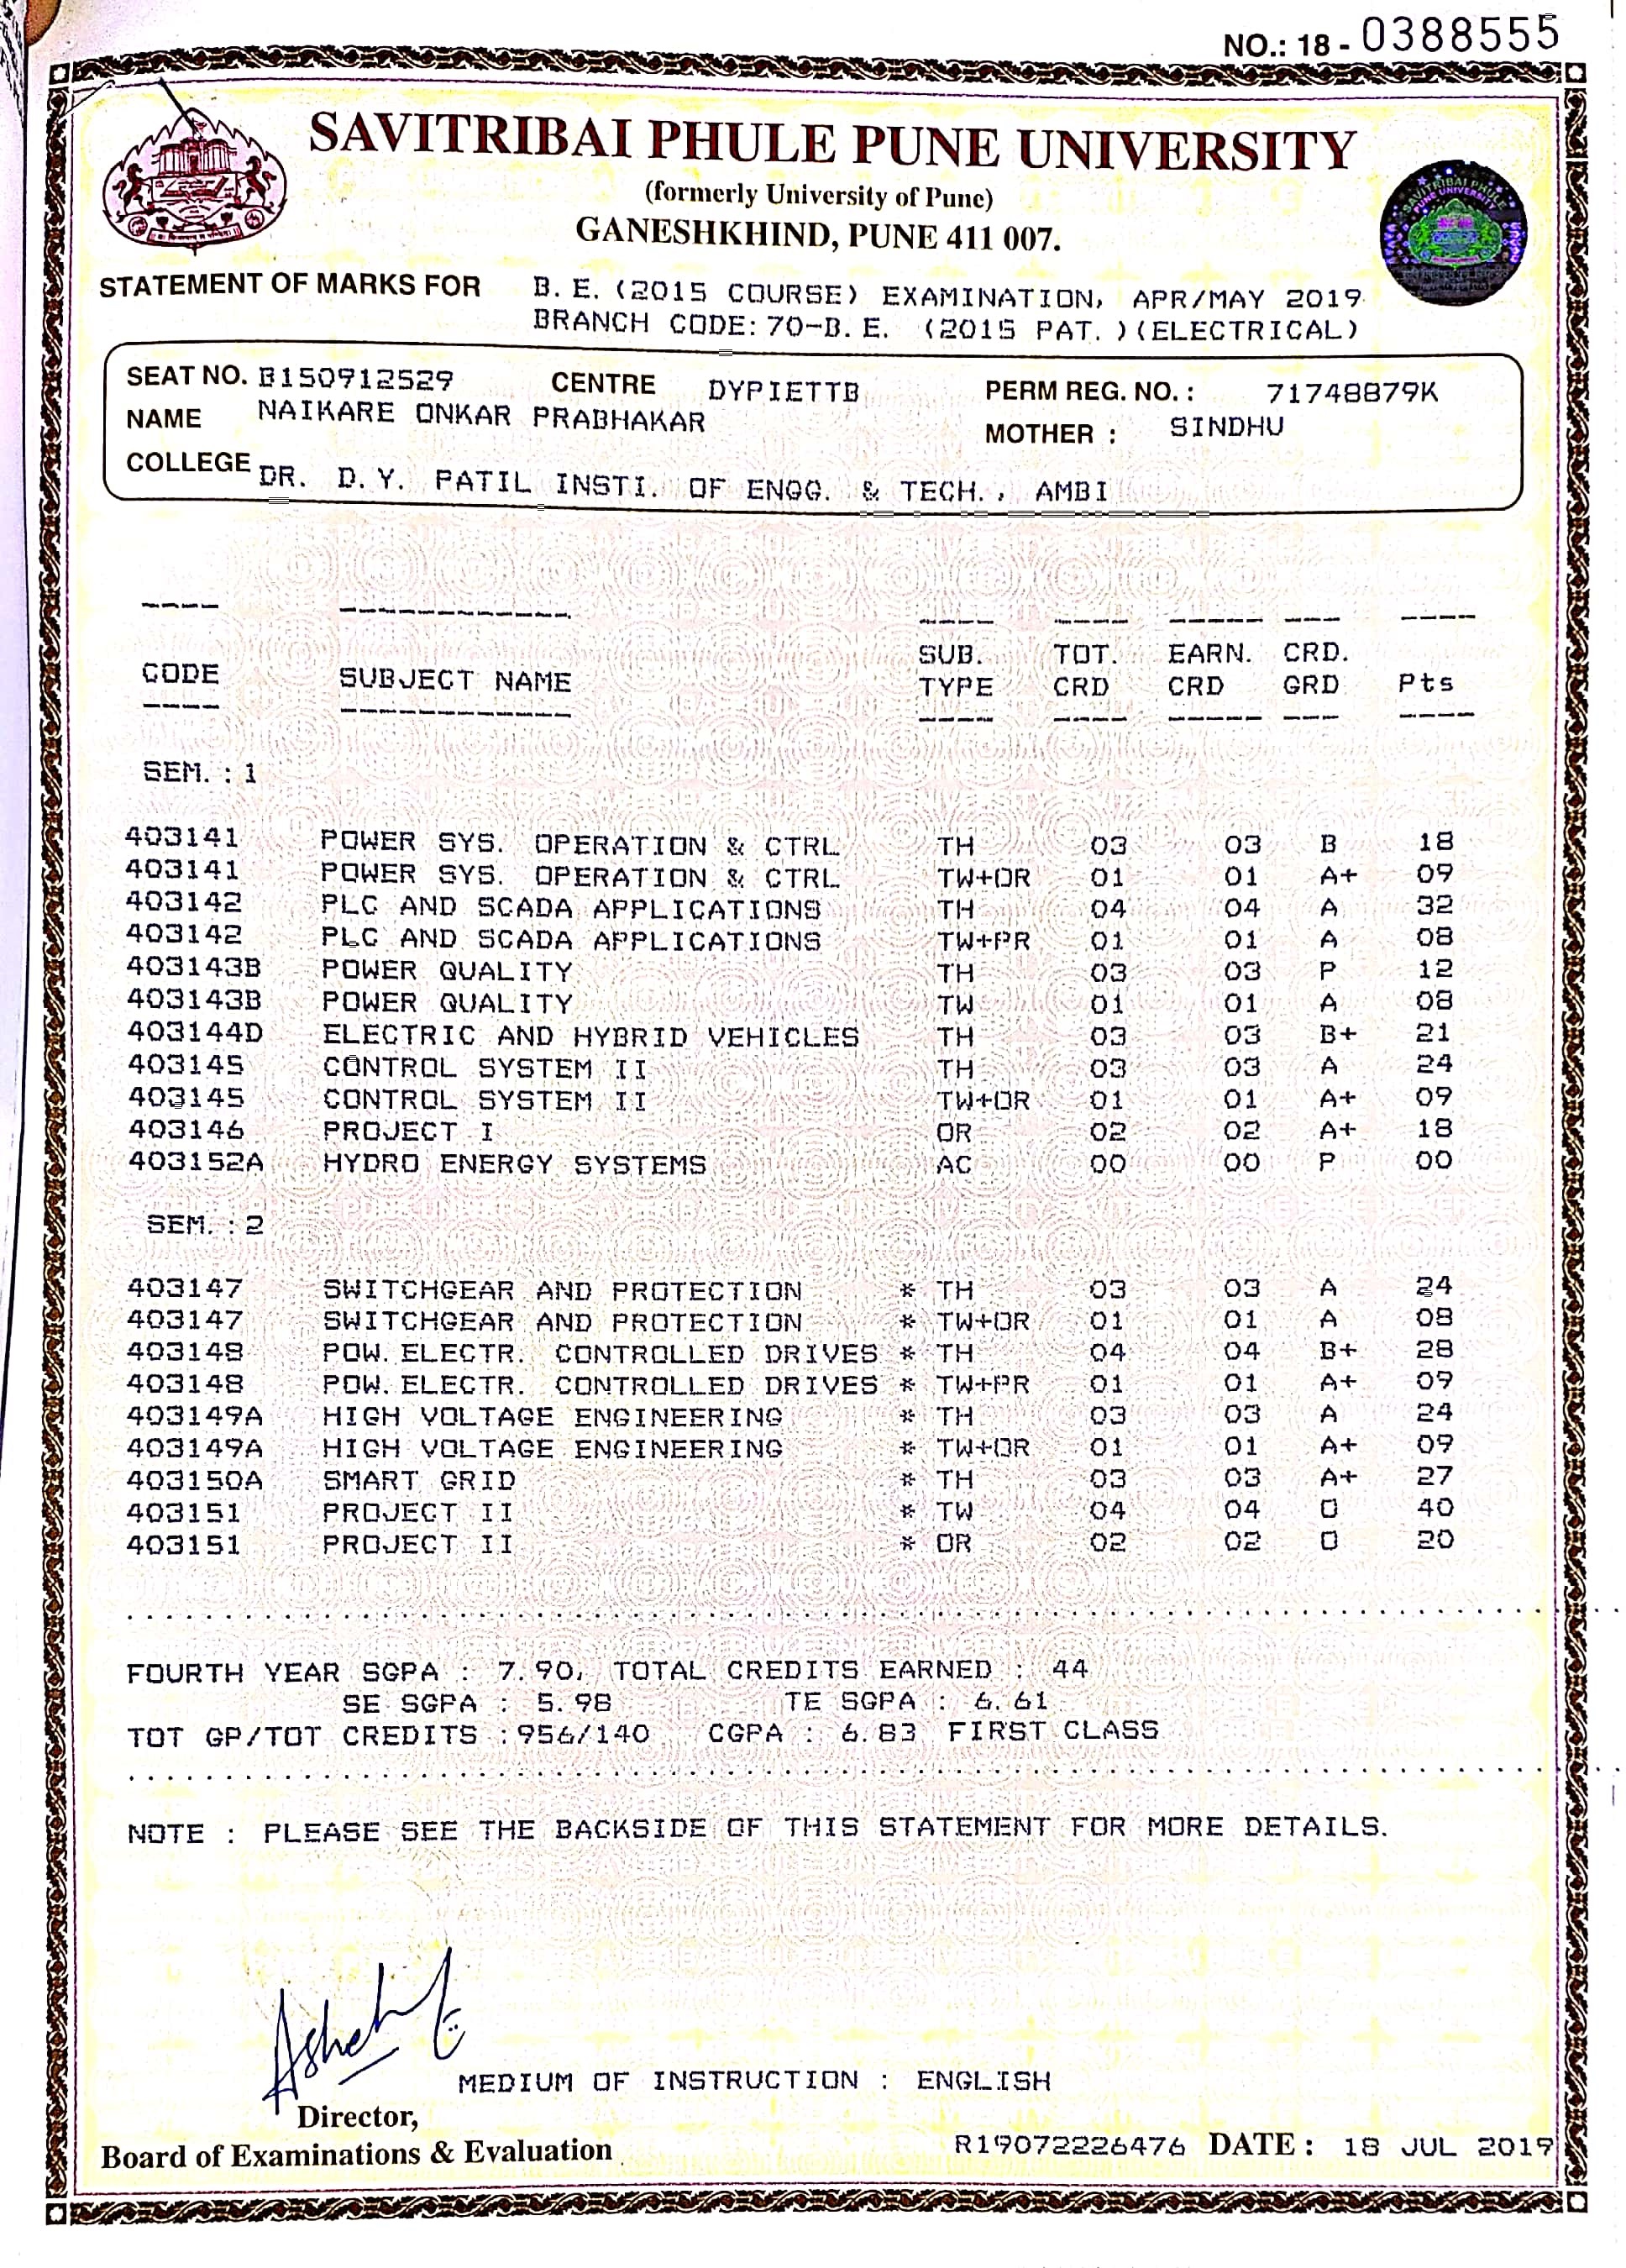 NO.: 18 - 0388555
SAVITRIBAI PHULE PUNE UNIVERSITY
(formerly University of Pune)
GANESHKHIND, PUNE 411 007.
STATEMENT OF MARKS FOR B. E. (2015 COURSE) EXAMINATION, APR/MAY 2019
BRANCH CODE: 70-B. E. (2015 PAT. ) (ELECTRICAL)
SEAT NO. B150912529 CENTRE DYPIETTB PERM REG. NO. : 71748879K
NAME NAIKARE ONKAR PRABHAKAR MOTHER : SINDHU
COLLEGE DR. D. Y. PATIL INSTI. OF ENGG. & TECH. , AMBI
SUB. TOT. EARN. CRD.
CODE SUBJECT NAME TYPE CRD CRD GRD Pts
SEM. : 1
403141 POWER SYS. OPERATION & CTRL TH 03 03 B 18
403141 POWER SYS. OPERATION & CTRL TW+OR 01 01 A+ 09
403142 PLC AND SCADA APPLICATIONS TH 04 04 A 32
403142 PLC AND SCADA APPLICATIONS TW+PR 01 01 A 08
403143B POWER QUALITY TH 03 03 P 12
403143B POWER QUALITY TW 01 01 A 08
403144D ELECTRIC AND HYBRID VEHICLES TH 03 03 B+ 21
403145 CONTROL SYSTEM II TH 03 03 A 24
403145 CONTROL SYSTEM II TW+OR 01 01 A+ 09
403146 PROJECT I OR 02 02 A+ 18
403152A HYDRO ENERGY SYSTEMS AC 00 00 P 00
SEM. : 2
403147 SWITCHGEAR AND PROTECTION * TH 03 03 A 24
403147 SWITCHGEAR AND PROTECTION * TW+OR 01 01 A 08
403148 POW. ELECTR. CONTROLLED DRIVES * TH 04 04 B+ 28
403148 POW. ELECTR. CONTROLLED DRIVES * TW+PR 01 01 A+ 09
403149A HIGH VOLTAGE ENGINEERING * TH 03 03 A 24
403149A HIGH VOLTAGE ENGINEERING * TW+OR 01 01 A+ 09
403150A SMART GRID * TH 03 03 A+ 27
403151 PROJECT II * TW 04 04 O 40
403151 PROJECT II * OR 02 02 O 20
FOURTH YEAR SGPA : 7. 90, TOTAL CREDITS EARNED : 44
SE SGPA : 5. 98 TE SGPA : 6. 61
TOT GP/TOT CREDITS : 956/140 CGPA : 6. 83 FIRST CLASS
NOTE : PLEASE SEE THE BACKSIDE OF THIS STATEMENT FOR MORE DETAILS.
MEDIUM OF INSTRUCTION : ENGLISH
Director,
Board of Examinations & Evaluation R19072226476 DATE : 18 JUL 2019